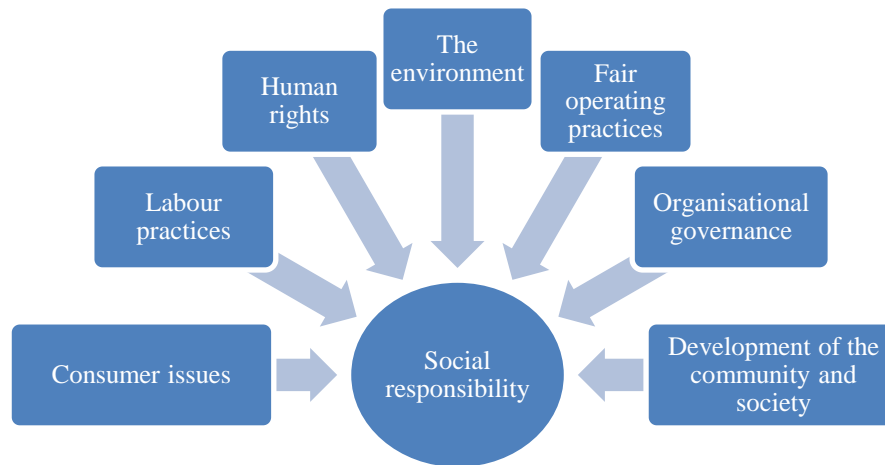 The
environment
Human
rights
Fair
operating
practices
Labour
practices
Organisational
governance
Consumer issues
Social
responsibility
Development of the
community and
society